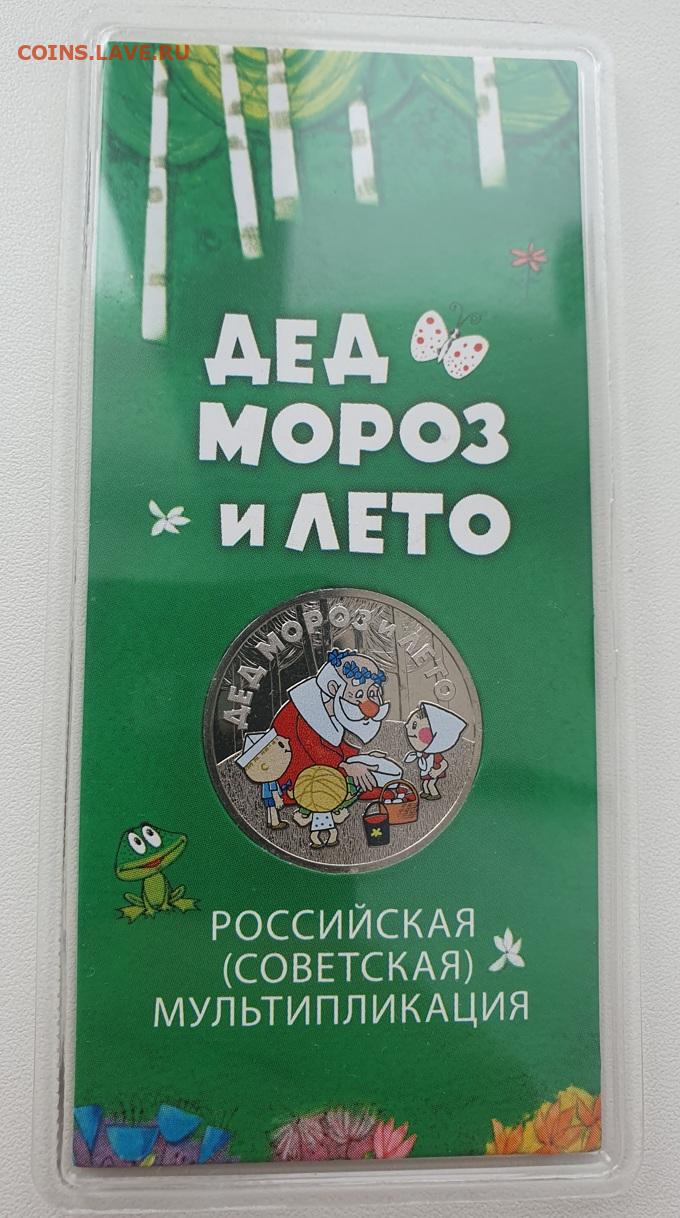 COINS.LAVE.RU
ДЕД
МОРОЗ
И ЛЕТО
ДЕД МОРОЗ И ЛЕТО
РОССИЙСКАЯ
(СОВЕТСКАЯ)
МУЛЬТИПЛИКАЦИЯ